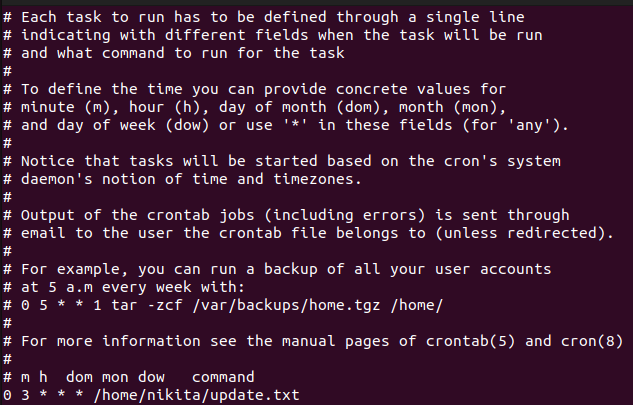 # Each task to run has to be defined through a single line
# indicating with different fields when the task will be run
# and what command to run for the task
#
# To define the time you can provide concrete values for
# minute (m), hour (h), day of month (dom), month (mon),
# and day of week (dow) or use '*' in these fields (for 'any').
#
# Notice that tasks will be started based on the cron's system
# daemon's notion of time and timezones.
#
# Output of the crontab jobs (including errors) is sent through
# email to the user the crontab file belongs to (unless redirected).
#
# For example, you can run a backup of all your user accounts
# at 5 a.m every week with:
# 0 5 * * 1 tar -zcf /var/backups/home.tgz /home/
#
# For more information see the manual pages of crontab(5) and cron(8)
#
# m h  dom mon dow   command
0 3 * * * /home/nikita/update.txt